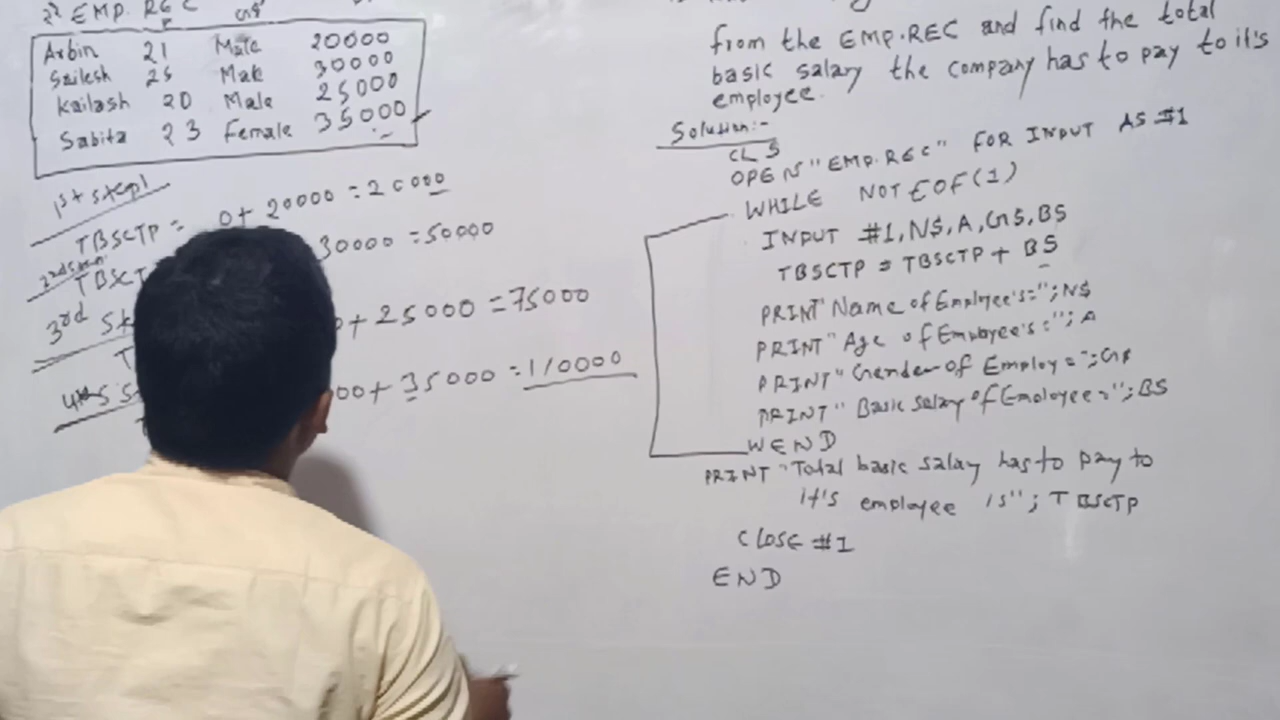 EMP. REC
Arbin 21 Male 20000
Sailesh 25 Male 30000
Kailash 20 Male 25000
Sabita 23 Female 35000
1st step
TBSCTP = 0 + 20000 = 20000
30000 = 50000
3rd
+ 25000 = 75000
+ 35000 = 110000
from the EMP.REC and find the total
basic salary the company has to pay to it's
employee.
Solution:-
CLS
OPEN "EMP.REC" FOR INPUT AS #1
WHILE NOT EOF(1)
INPUT #1, N$, A, G$, BS
TBSCTP = TBSCTP + BS
PRINT "Name of Employee's="; N$
PRINT "Age of Employee's="; A
PRINT "Gender of Employ="; G$
PRINT "Basic salary of Employee="; BS
WEND
PRINT "Total basic salary has to pay to
it's employee is"; TBSCTP
CLOSE #1
END